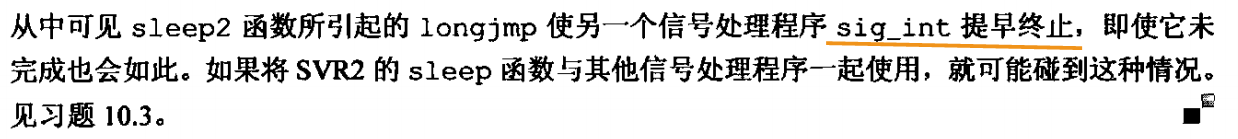 从中可见 sleep2 函数所引起的 longjmp 使另一个信号处理程序 sig_int 提早终止，即使它未
完成也会如此。如果将 SVR2 的 sleep 函数与其他信号处理程序一起使用，就可能碰到这种情况。
见习题 10.3。